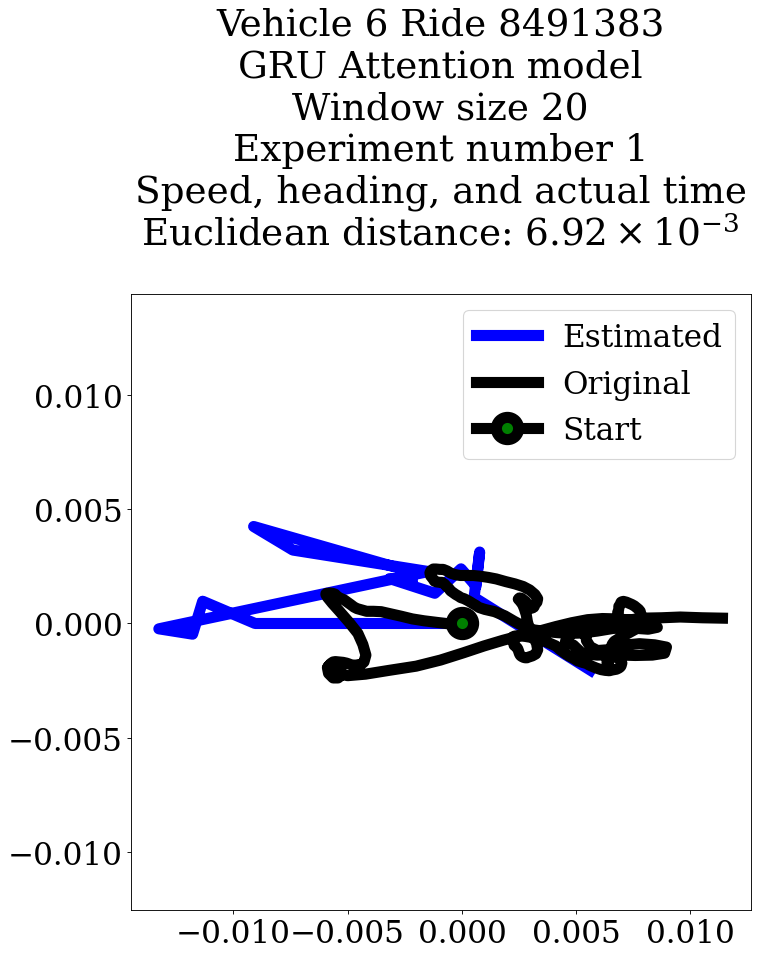 Vehicle 6 Ride 8491383
GRU Attention model
Window size 20
Experiment number 1
Speed, heading, and actual time
Euclidean distance: 6.92 × 10⁻³
Estimated
Original
Start
0.010
0.005
0.000
−0.005
−0.010
−0.010 −0.005 0.000 0.005 0.010